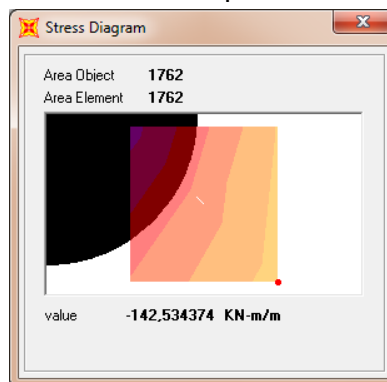 Stress Diagram
Area Object 1762
Area Element 1762
value -142,534374 KN-m/m